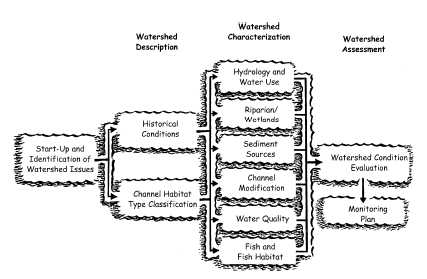 Watershed
Description
Watershed
Characterization
Watershed
Assessment
Start-Up and
Identification of
Watershed Issues
Historical
Conditions
Channel Habitat
Type Classification
Hydrology and
Water Use
Riparian/
Wetlands
Sediment
Sources
Channel
Modification
Water Quality
Fish and
Fish Habitat
Watershed Condition
Evaluation
Monitoring
Plan